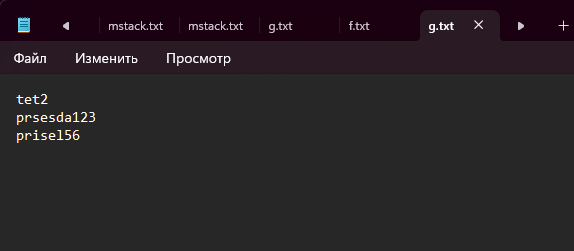 mstack.txt mstack.txt g.txt f.txt g.txt
Файл Изменить Просмотр
tet2
prsesda123
prisel56